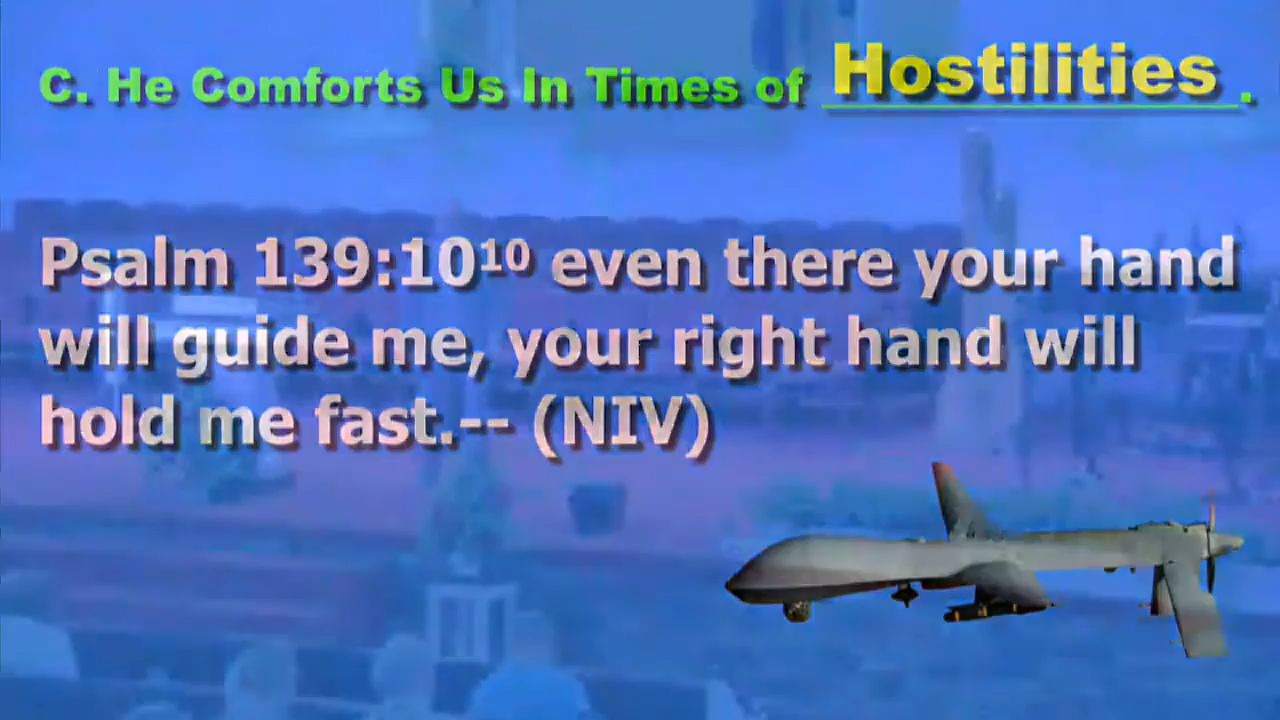 C. He Comforts Us In Times of Hostilities.
Psalm 139:10¹⁰ even there your hand
will guide me, your right hand will
hold me fast.-- (NIV)